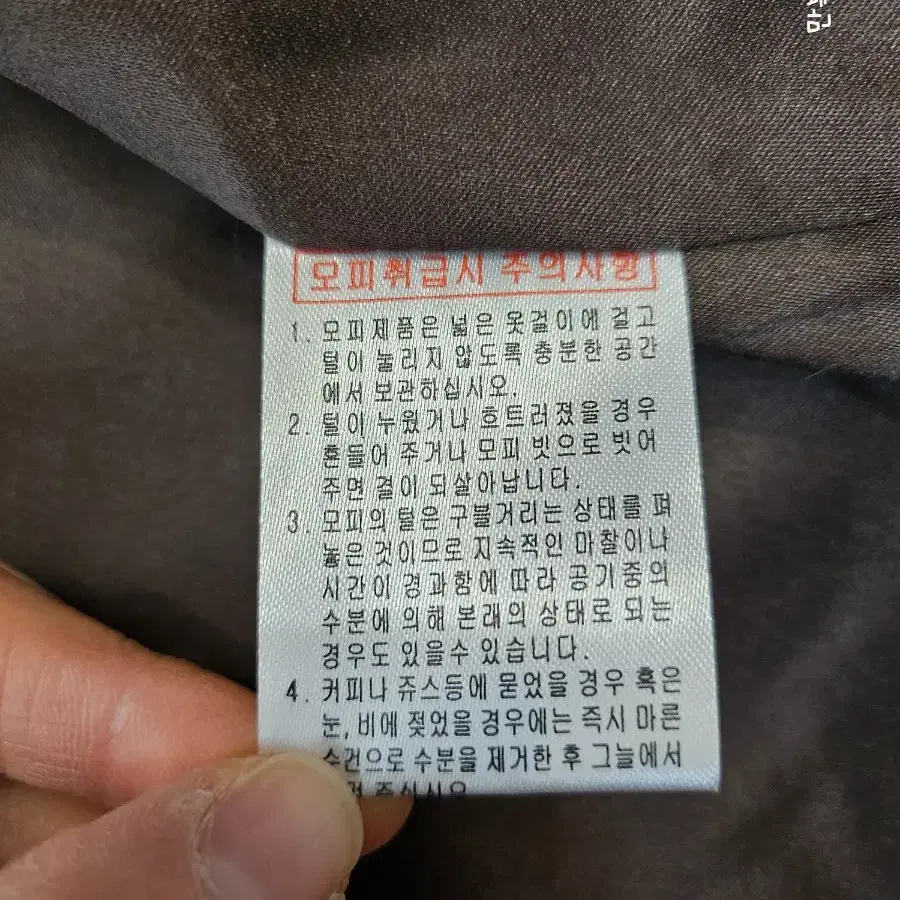 모피취급시 주의사항
1. 모피제품은 넓은 옷걸이에 걸고
털이 눌리지 않도록 충분한 공간
에서 보관하십시오.
2. 털이 누웠거나 흐트러졌을 경우
흔들어 주거나 모피 빗으로 빗어
주면 결이 되살아납니다.
3. 모피의 털은 구불거리는 상태를 펴
놓은 것이므로 지속적인 마찰이나
시간이 경과함에 따라 공기중의
수분에 의해 본래의 상태로 되는
경우도 있을수 있습니다.
4. 커피나 쥬스등에 묻었을 경우 혹은
눈, 비에 젖었을 경우에는 즉시 마른
수건으로 수분을 제거한 후 그늘에서
주십시오